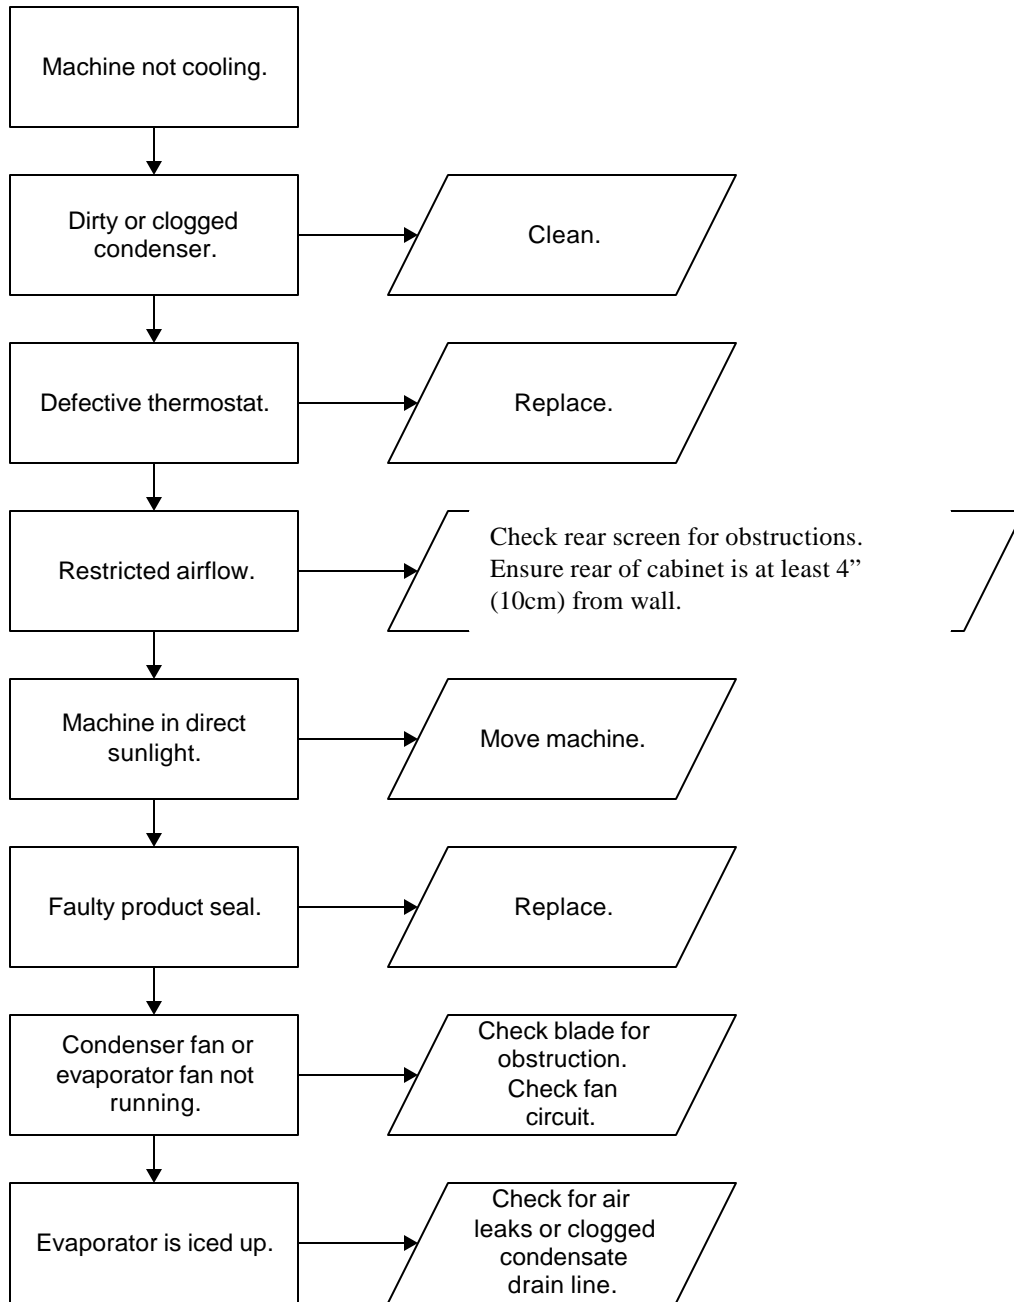 Machine not cooling.
Dirty or clogged
condenser.
Clean.
Defective thermostat.
Replace.
Restricted airflow.
Check rear screen for obstructions.
Ensure rear of cabinet is at least 4”
(10cm) from wall.
Machine in direct
sunlight.
Move machine.
Faulty product seal.
Replace.
Condenser fan or
evaporator fan not
running.
Check blade for
obstruction.
Check fan
circuit.
Evaporator is iced up.
Check for air
leaks or clogged
condensate
drain line.